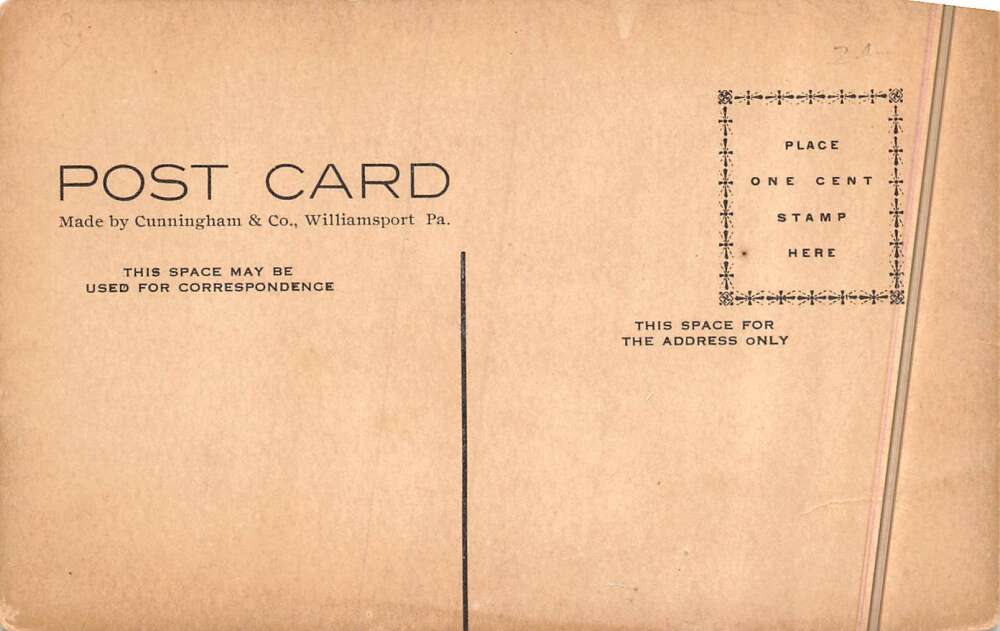 POST CARD
Made by Cunningham & Co., Williamsport Pa.
THIS SPACE MAY BE
USED FOR CORRESPONDENCE
PLACE
ONE CENT
STAMP
HERE
THIS SPACE FOR
THE ADDRESS oNLY